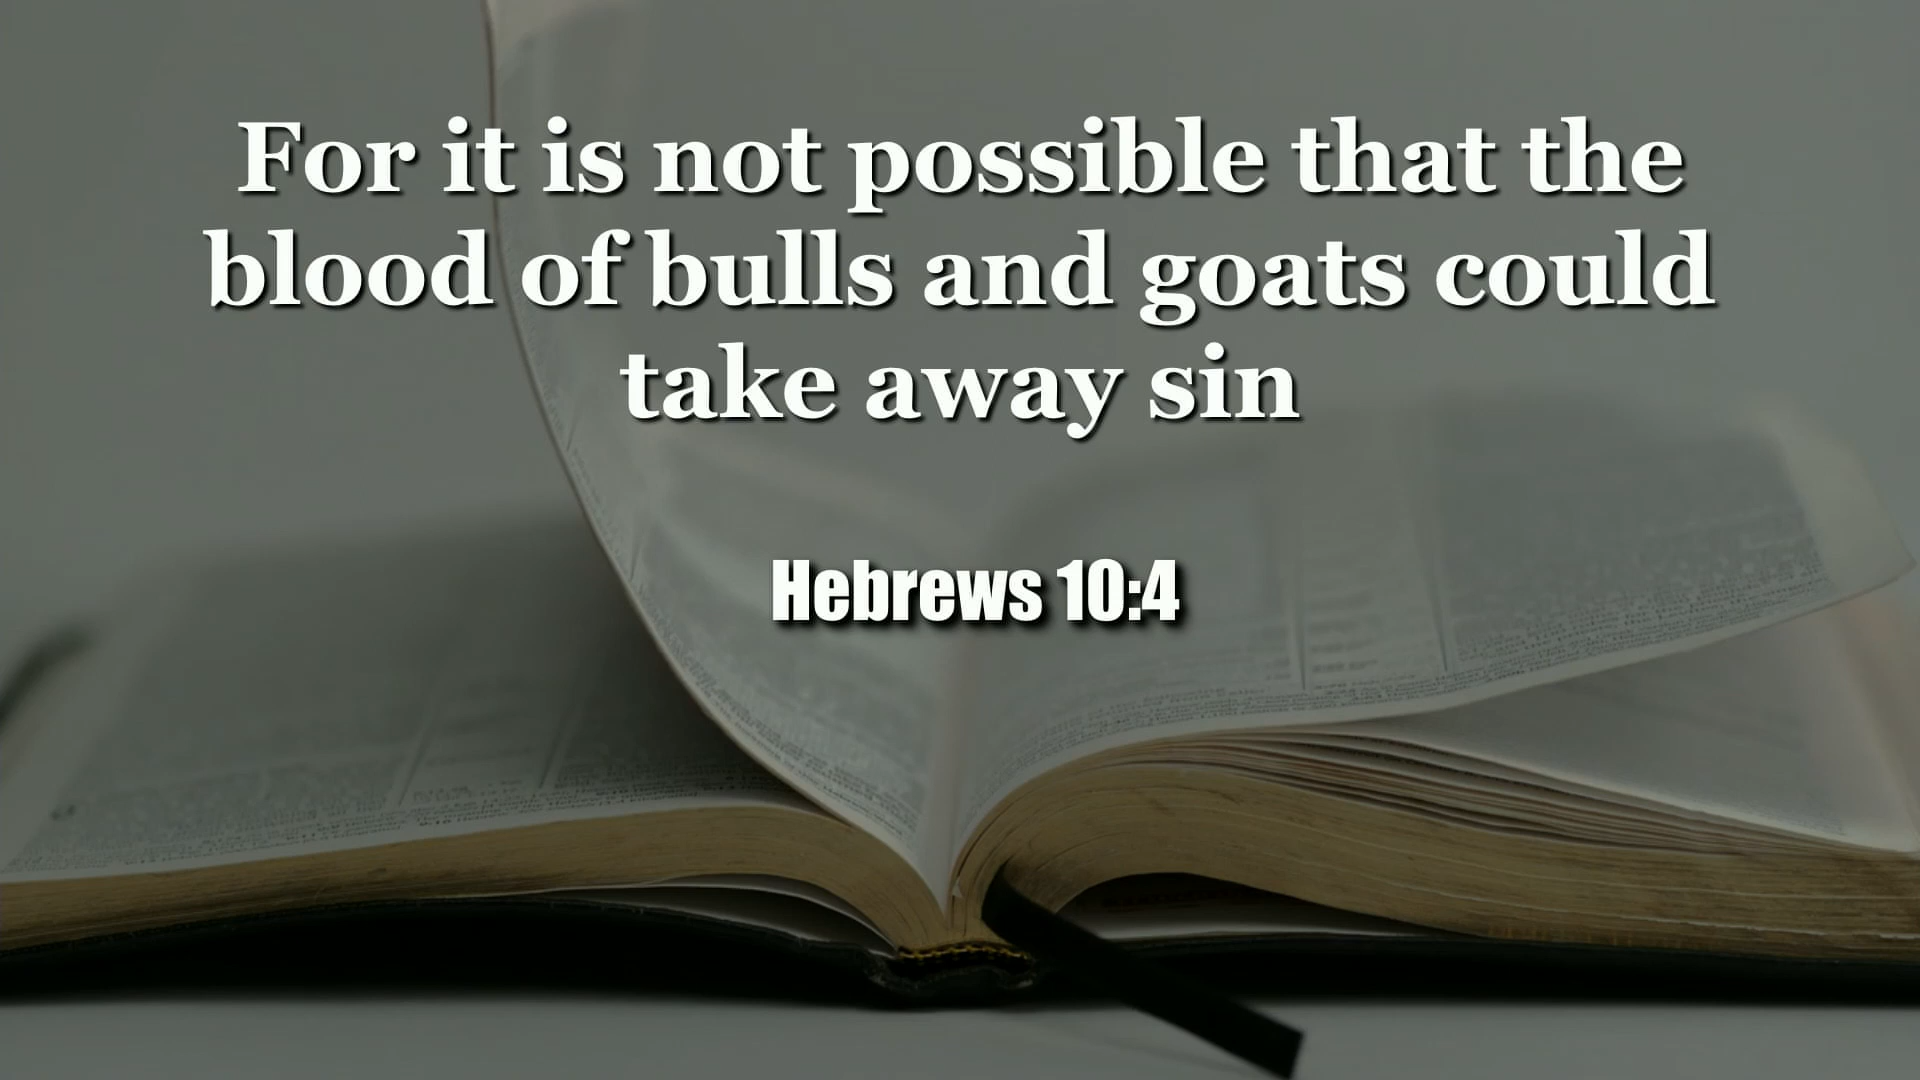 For it is not possible that the
blood of bulls and goats could
take away sin
Hebrews 10:4